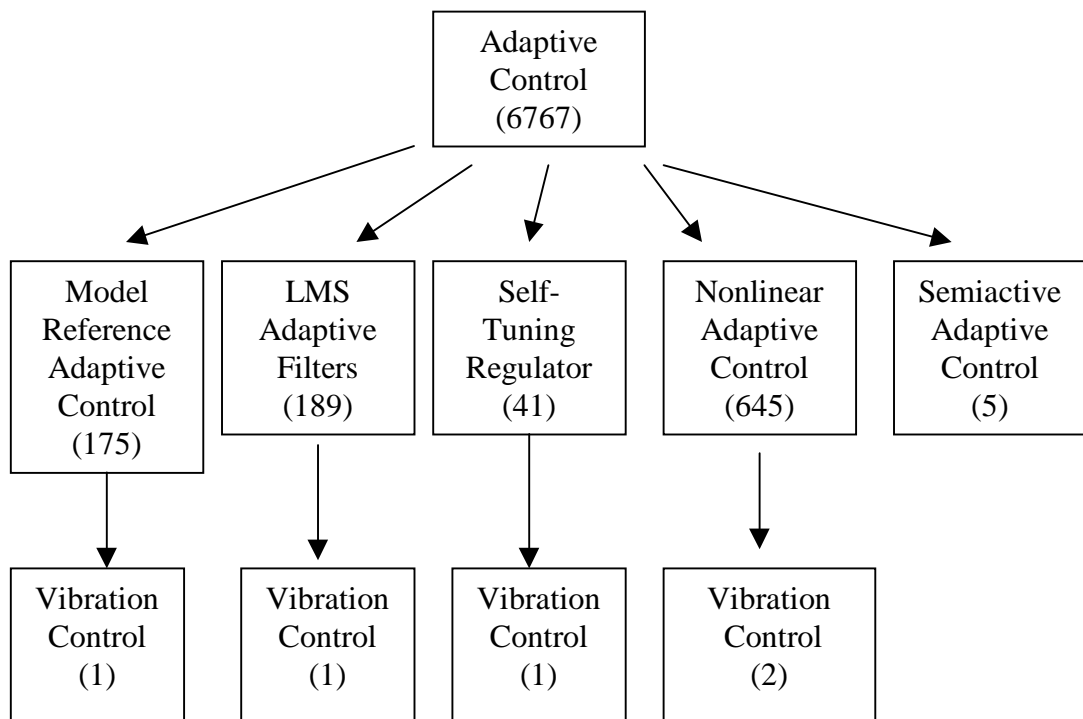 Adaptive
Control
(6767)
Model
Reference
Adaptive
Control
(175)
LMS
Adaptive
Filters
(189)
Self-
Tuning
Regulator
(41)
Nonlinear
Adaptive
Control
(645)
Semiactive
Adaptive
Control
(5)
Vibration
Control
(1)
Vibration
Control
(1)
Vibration
Control
(1)
Vibration
Control
(2)